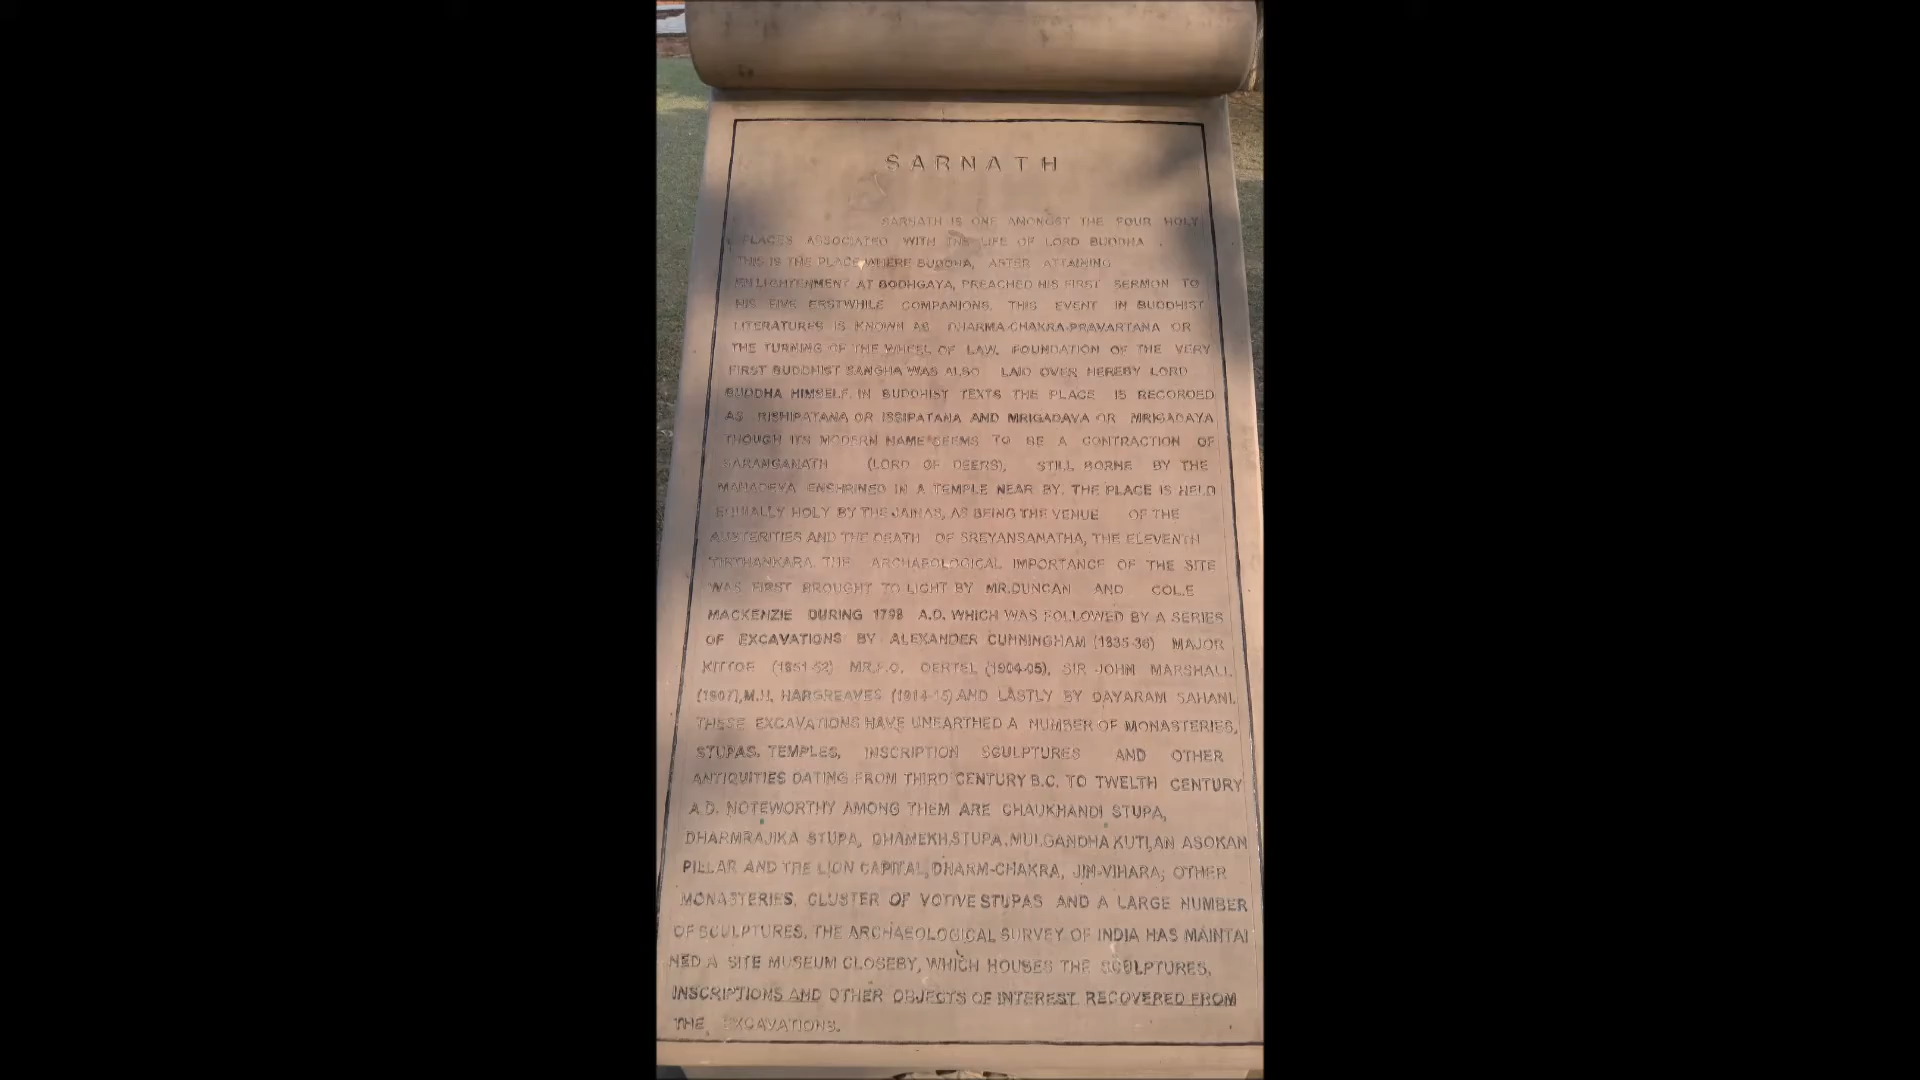 SARNATH
SARNATH IS ONE AMONGST THE FOUR HOLY
PLACES ASSOCIATED WITH THE LIFE OF LORD BUDDHA .
THIS IS THE PLACE WHERE BUDDHA, AFTER ATTAINING
ENLIGHTENMENT AT BODHGAYA, PREACHED HIS FIRST SERMON TO
HIS FIVE ERSTWHILE COMPANIONS. THIS EVENT IN BUDDHIST
LITERATURES IS KNOWN AS DHARMA-CHAKRA-PRAVARTANA OR
THE TURNING OF THE WHEEL OF LAW. FOUNDATION OF THE VERY
FIRST BUDDHIST SANGHA WAS ALSO LAID OVER HEREBY LORD
BUDDHA HIMSELF. IN BUDDHIST TEXTS THE PLACE IS RECORDED
AS RISHIPATANA OR ISSIPATANA AND MRIGADAVA OR MRIGADAYA
THOUGH ITS MODERN NAME SEEMS TO BE A CONTRACTION OF
SARANGANATH (LORD OF DEERS), STILL BORNE BY THE
MAHADEVA ENSHRINED IN A TEMPLE NEAR BY. THE PLACE IS HELD
EQUALLY HOLY BY THE JAINAS, AS BEING THE VENUE OF THE
AUSTERITIES AND THE DEATH OF SREYANSANATHA, THE ELEVENTH
TIRTHANKARA. THE ARCHAEOLOGICAL IMPORTANCE OF THE SITE
WAS FIRST BROUGHT TO LIGHT BY MR.DUNCAN AND COL.E
MACKENZIE DURING 1798 A.D. WHICH WAS FOLLOWED BY A SERIES
OF EXCAVATIONS BY ALEXANDER CUNNINGHAM (1835-36) MAJOR
KITTOE (1851-52) MR.F.O. OERTEL (1904-05), SIR JOHN MARSHALL
(1907),M.H. HARGREAVES (1914-15) AND LASTLY BY DAYARAM SAHANI.
THESE EXCAVATIONS HAVE UNEARTHED A NUMBER OF MONASTERIES,
STUPAS, TEMPLES, INSCRIPTION SCULPTURES AND OTHER
ANTIQUITIES DATING FROM THIRD CENTURY B.C. TO TWELTH CENTURY
A.D. NOTEWORTHY AMONG THEM ARE CHAUKHANDI STUPA,
DHARMRAJIKA STUPA, DHAMEKH STUPA, MULGANDHA KUTI, AN ASOKAN
PILLAR AND THE LION CAPITAL, DHARM-CHAKRA, JIN-VIHARA; OTHER
MONASTERIES, CLUSTER OF VOTIVE STUPAS AND A LARGE NUMBER
OF SCULPTURES. THE ARCHAEOLOGICAL SURVEY OF INDIA HAS MAINTAI
NED A SITE MUSEUM CLOSEBY, WHICH HOUSES THE SCULPTURES,
INSCRIPTIONS AND OTHER OBJECTS OF INTEREST RECOVERED FROM
THE EXCAVATIONS.